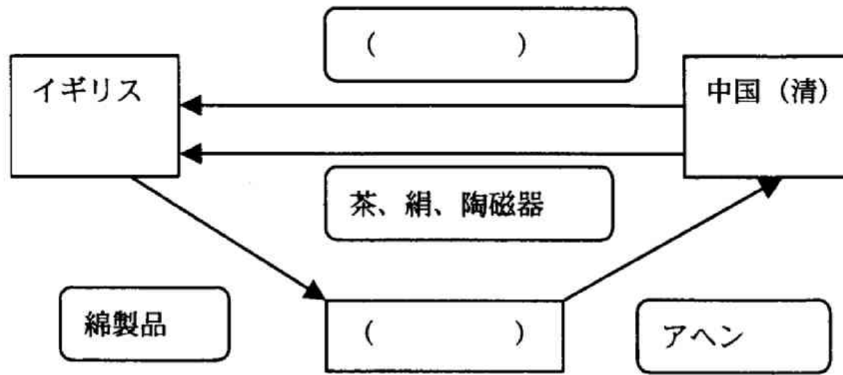 (　　　　)
イギリス
中国（清）
茶、絹、陶磁器
綿製品
(　　　　)
アヘン